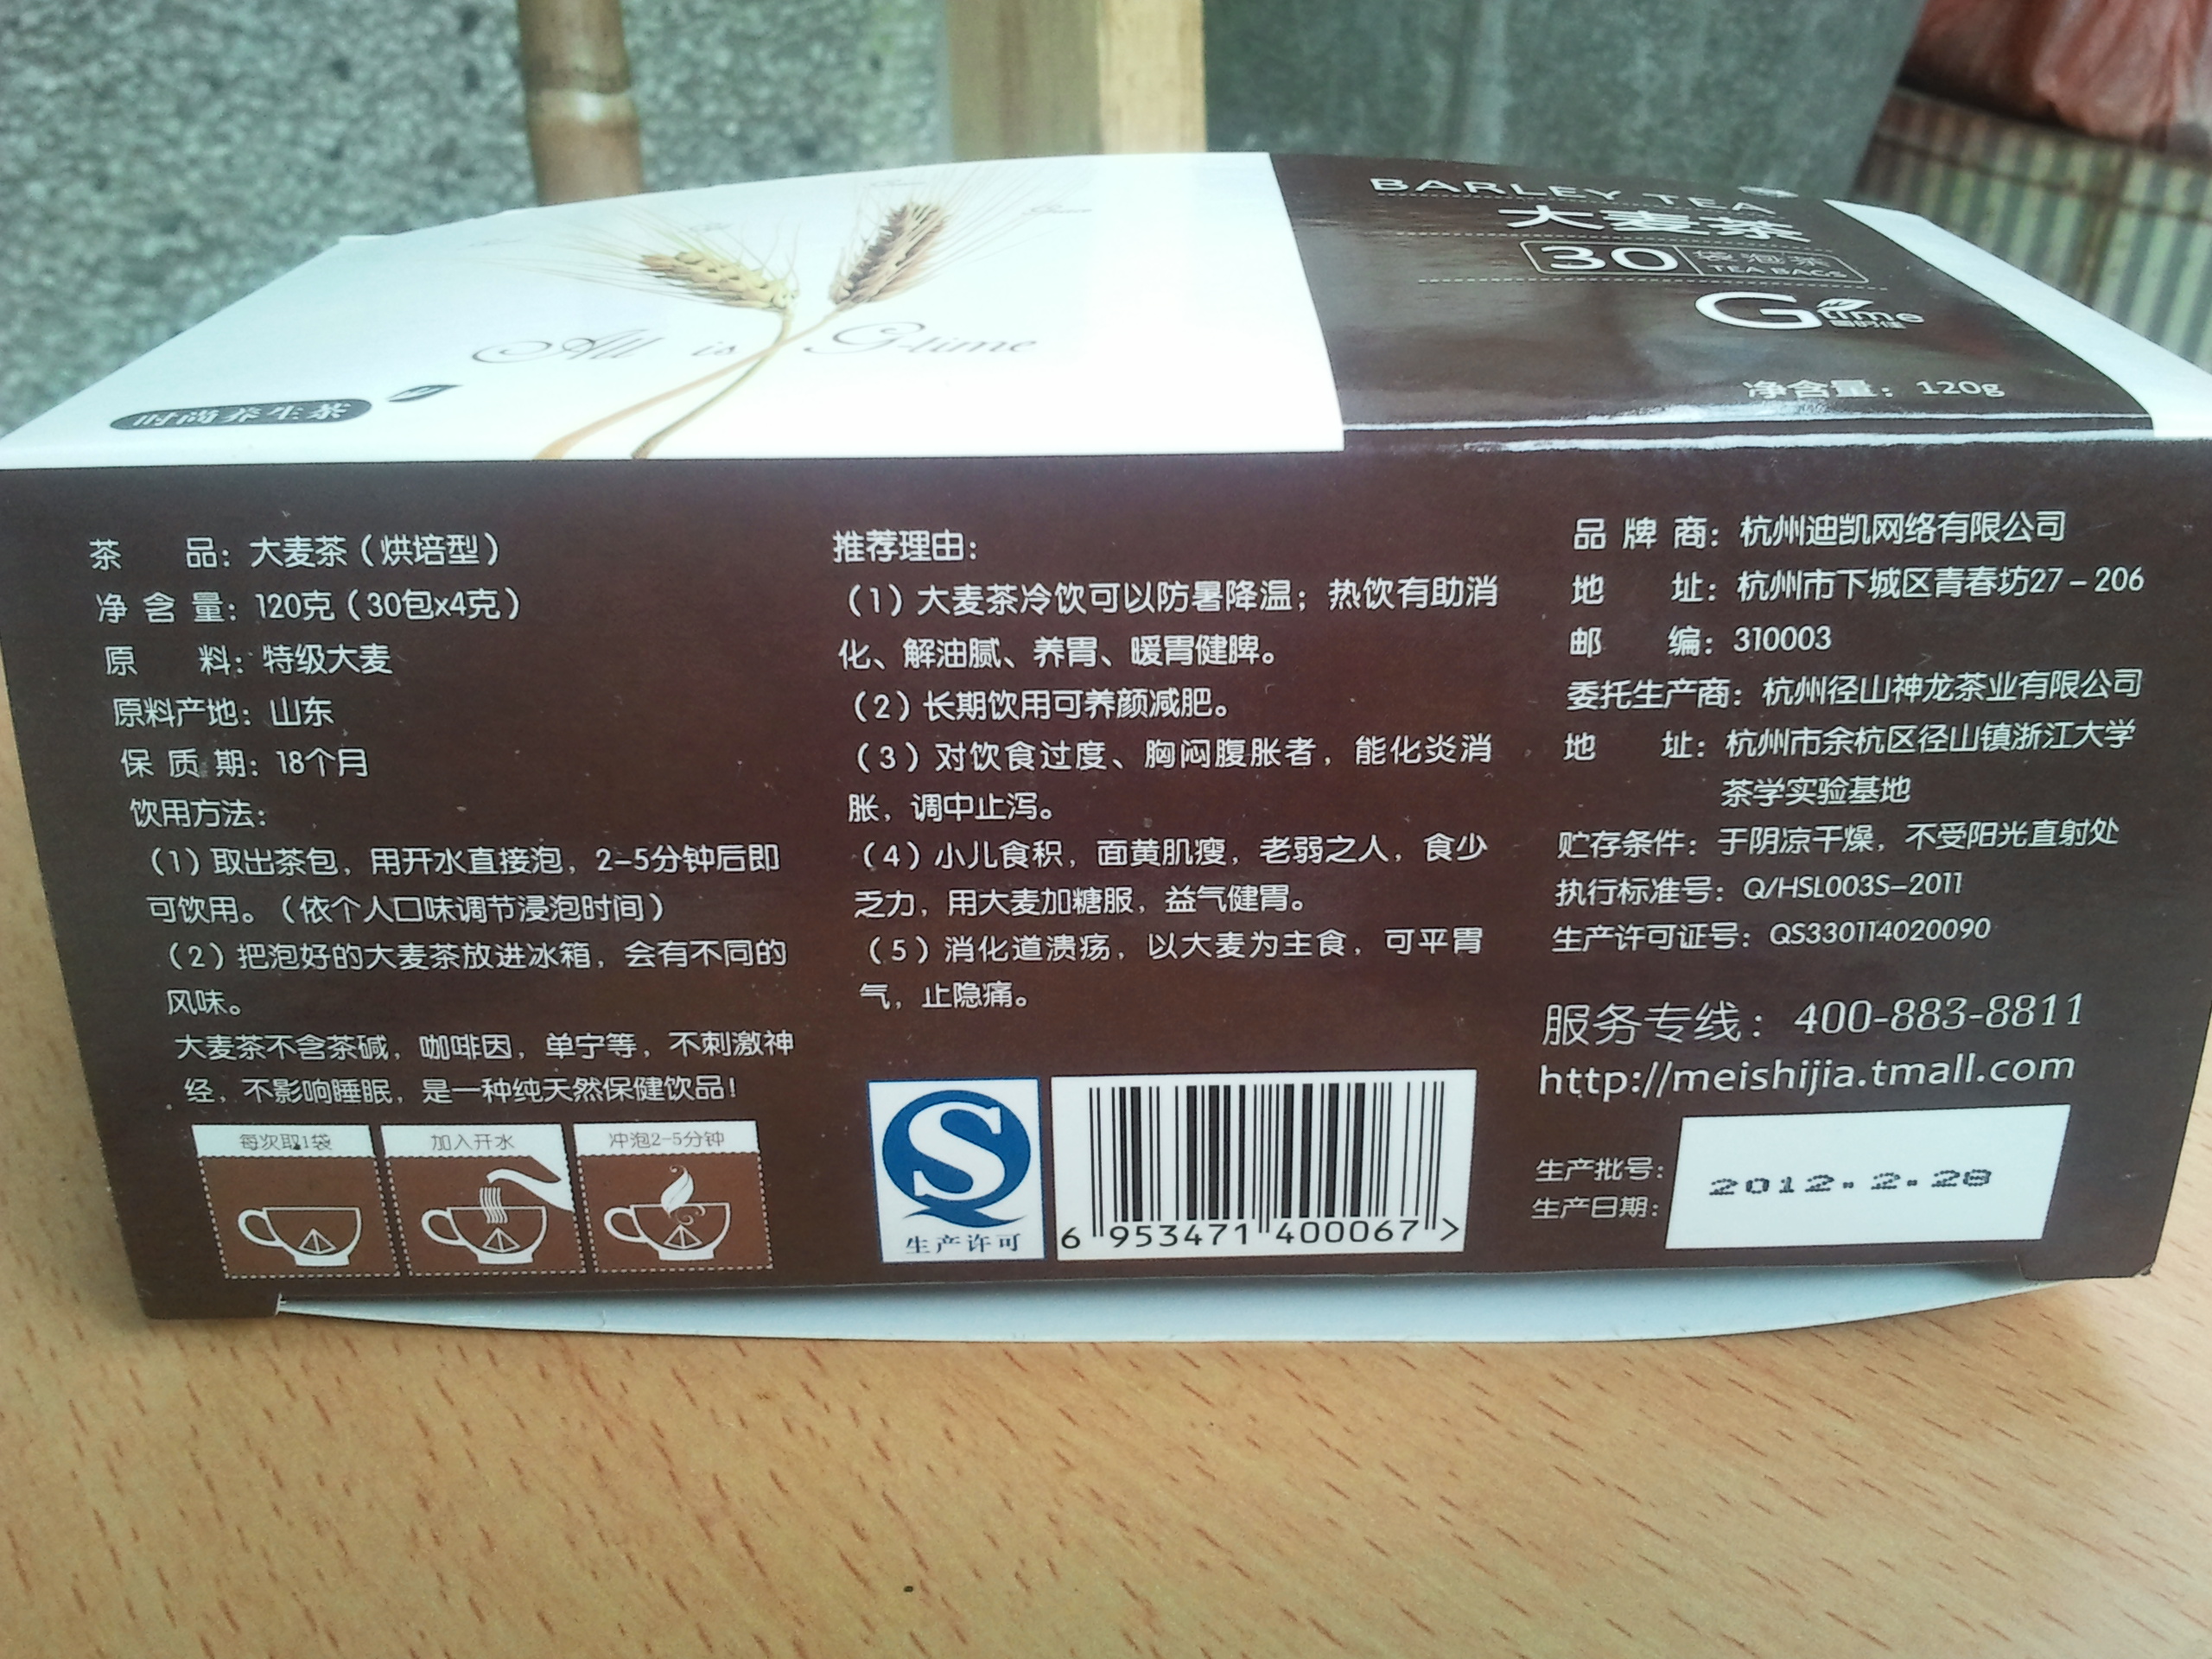 BARLEY TEA
大麦茶
30 袋泡茶
TEA BAGS
G time
净含量：120g
All is G-time
时尚养生茶
茶 品：大麦茶（烘培型）
净含量：120克（30包x4克）
原 料：特级大麦
原料产地：山东
保质期：18个月
饮用方法：
（1）取出茶包，用开水直接泡，2-5分钟后即
可饮用。（依个人口味调节浸泡时间）
（2）把泡好的大麦茶放进冰箱，会有不同的
风味。
大麦茶不含茶碱，咖啡因，单宁等，不刺激神
经，不影响睡眠，是一种纯天然保健饮品！
每次取1袋
加入开水
冲泡2-5分钟
推荐理由：
（1）大麦茶冷饮可以防暑降温；热饮有助消
化、解油腻、养胃、暖胃健脾。
（2）长期饮用可养颜减肥。
（3）对饮食过度、胸闷腹胀者，能化炎消
胀，调中止泻。
（4）小儿食积，面黄肌瘦，老弱之人，食少
乏力，用大麦加糖服，益气健胃。
（5）消化道溃疡，以大麦为主食，可平胃
气，止隐痛。
生产许可
6 953471 400067 >
品牌商：杭州迪凯网络有限公司
地 址：杭州市下城区青春坊27-206
邮 编：310003
委托生产商：杭州径山神龙茶业有限公司
地 址：杭州市余杭区径山镇浙江大学
茶学实验基地
贮存条件：于阴凉干燥，不受阳光直射处
执行标准号：Q/HSL003S-2011
生产许可证号：QS330114020090
服务专线：400-883-8811
http://meishijia.tmall.com
生产批号：
生产日期：
2012.2.28